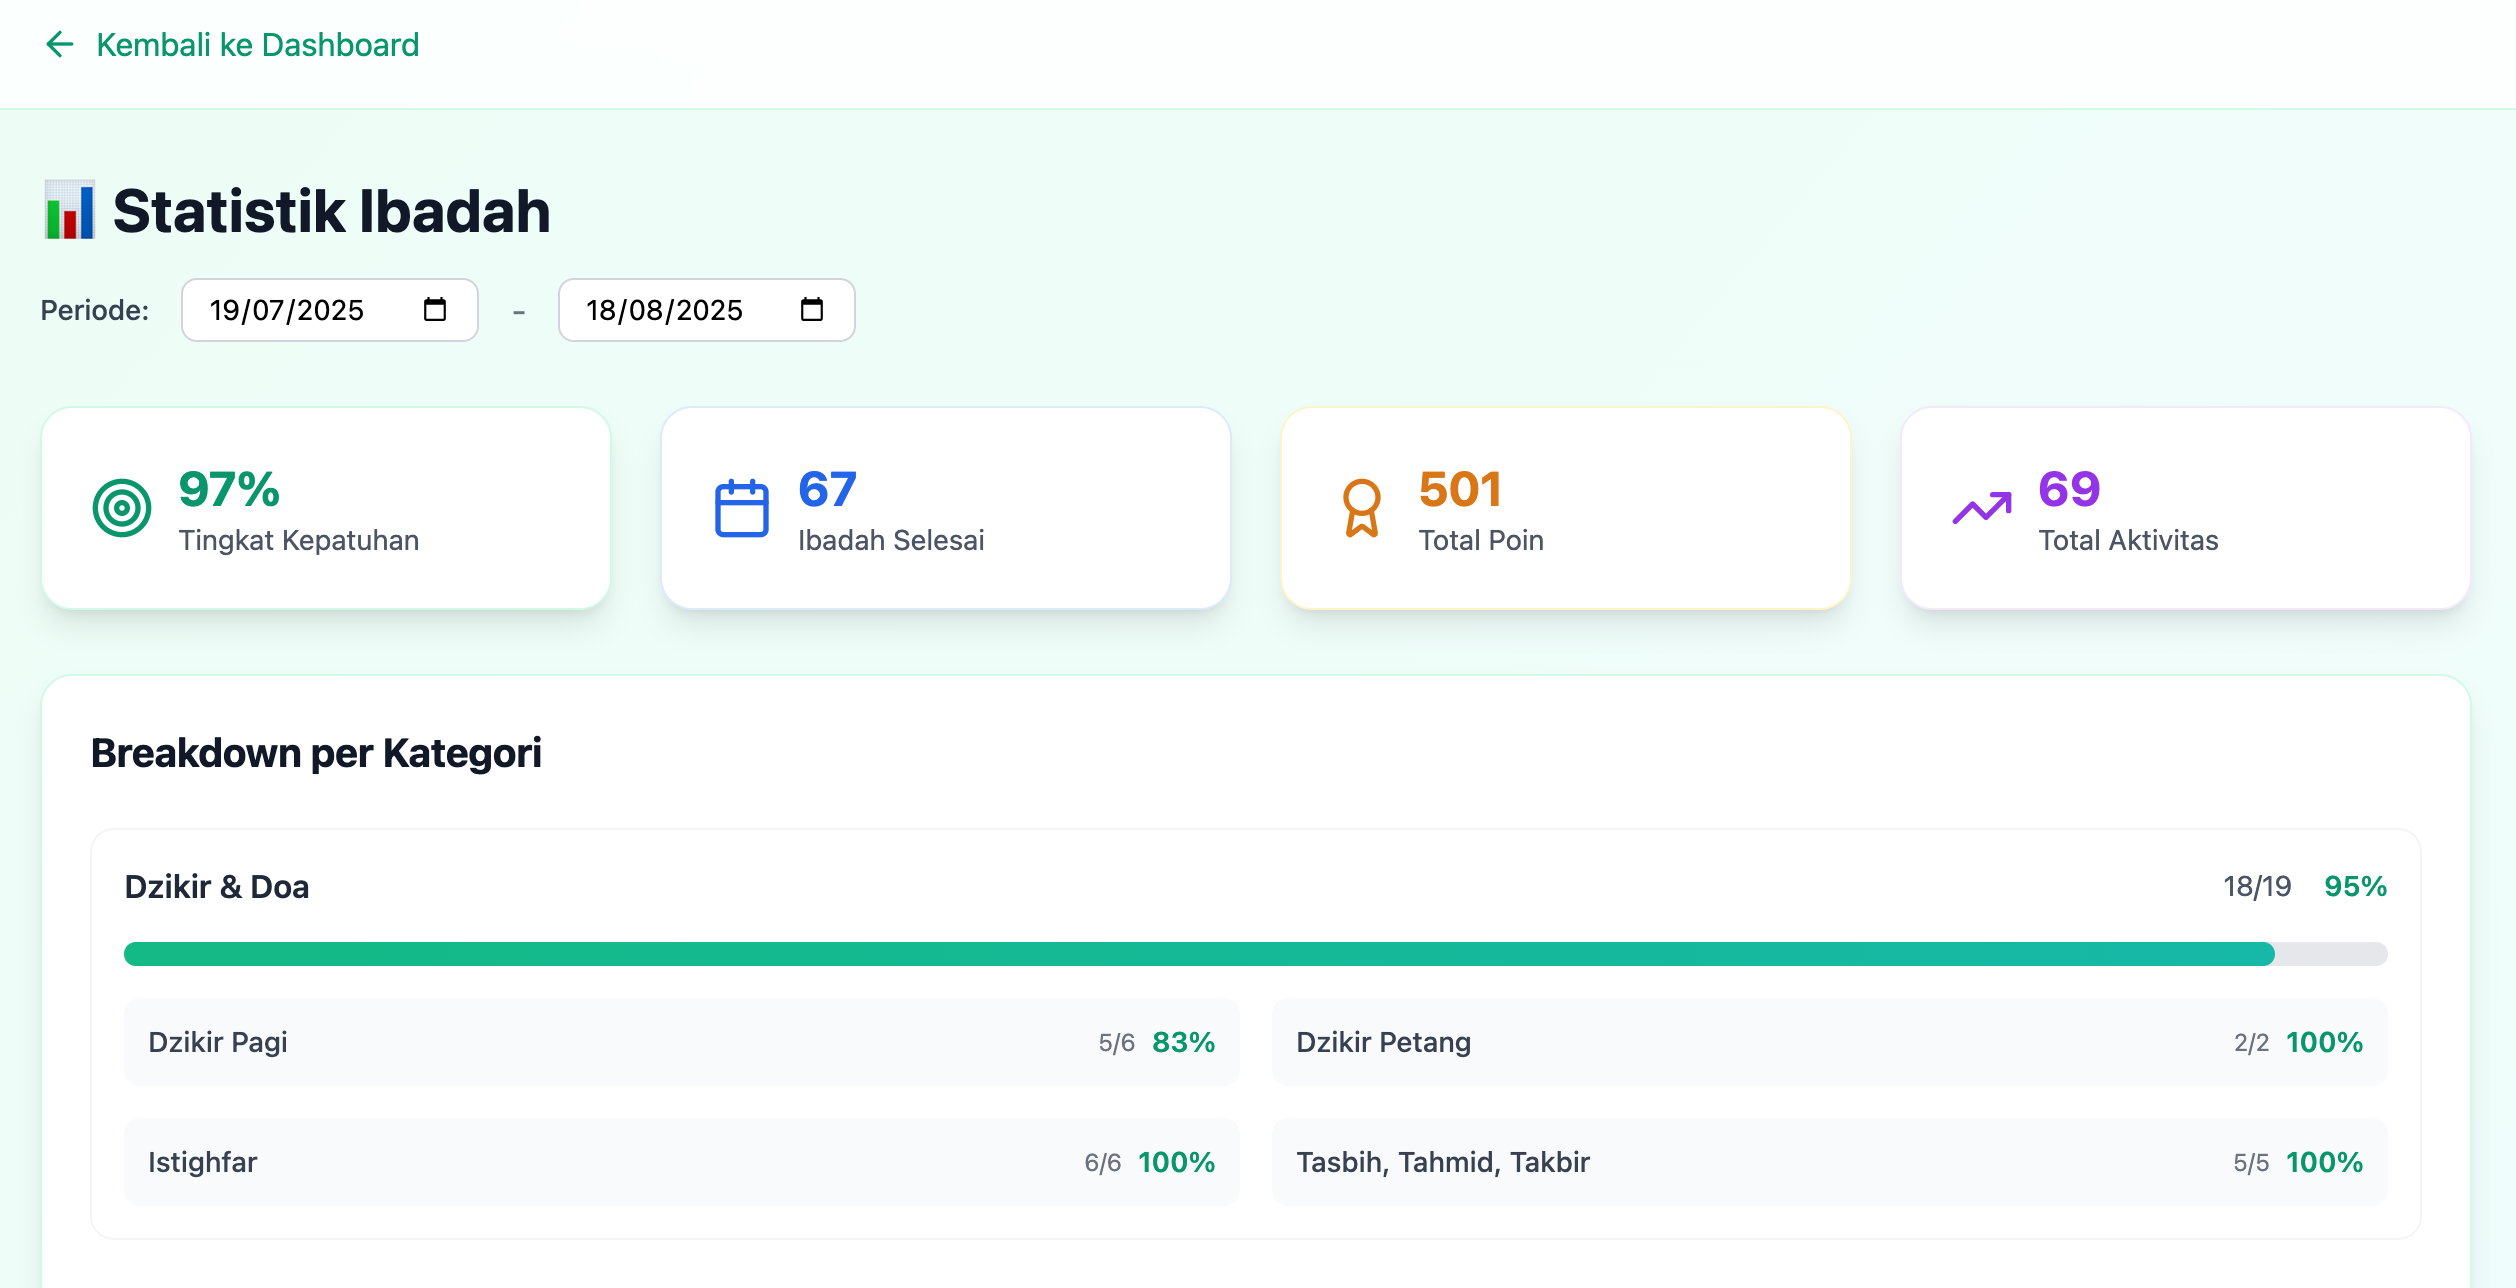 Kembali ke Dashboard
Statistik Ibadah
Periode: 19/07/2025 - 18/08/2025
97%
Tingkat Kepatuhan
67
Ibadah Selesai
501
Total Poin
69
Total Aktivitas
Breakdown per Kategori
Dzikir & Doa 18/19 95%
Dzikir Pagi 5/6 83%
Dzikir Petang 2/2 100%
Istighfar 6/6 100%
Tasbih, Tahmid, Takbir 5/5 100%